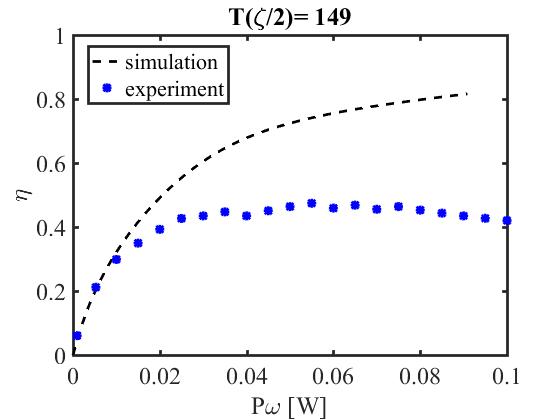 T(ζ/2)= 149
simulation
experiment
1
0.8
0.6
0.4
0.2
0
η
0 0.02 0.04 0.06 0.08 0.1
Pω [W]